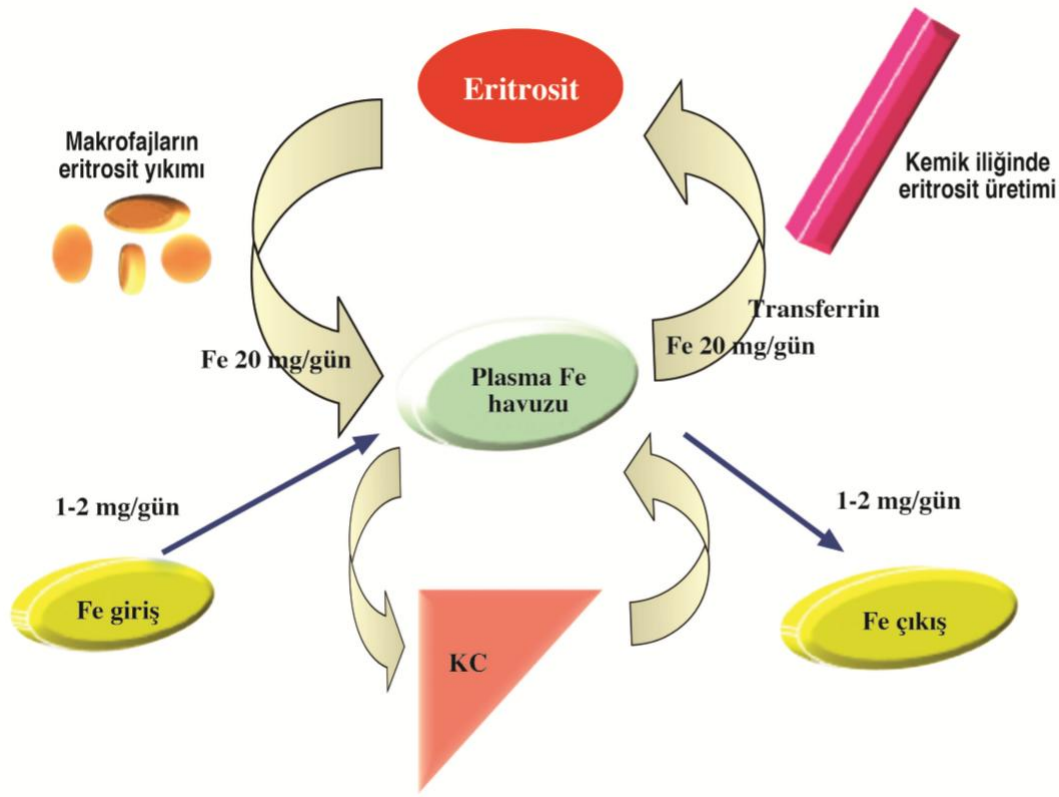 Eritrosit
Makrofajların
eritrosit yıkımı
Kemik iliğinde
eritrosit üretimi
Transferrin
Fe 20 mg/gün
Fe 20 mg/gün
Plasma Fe
havuzu
1-2 mg/gün
1-2 mg/gün
Fe giriş
Fe çıkış
KC